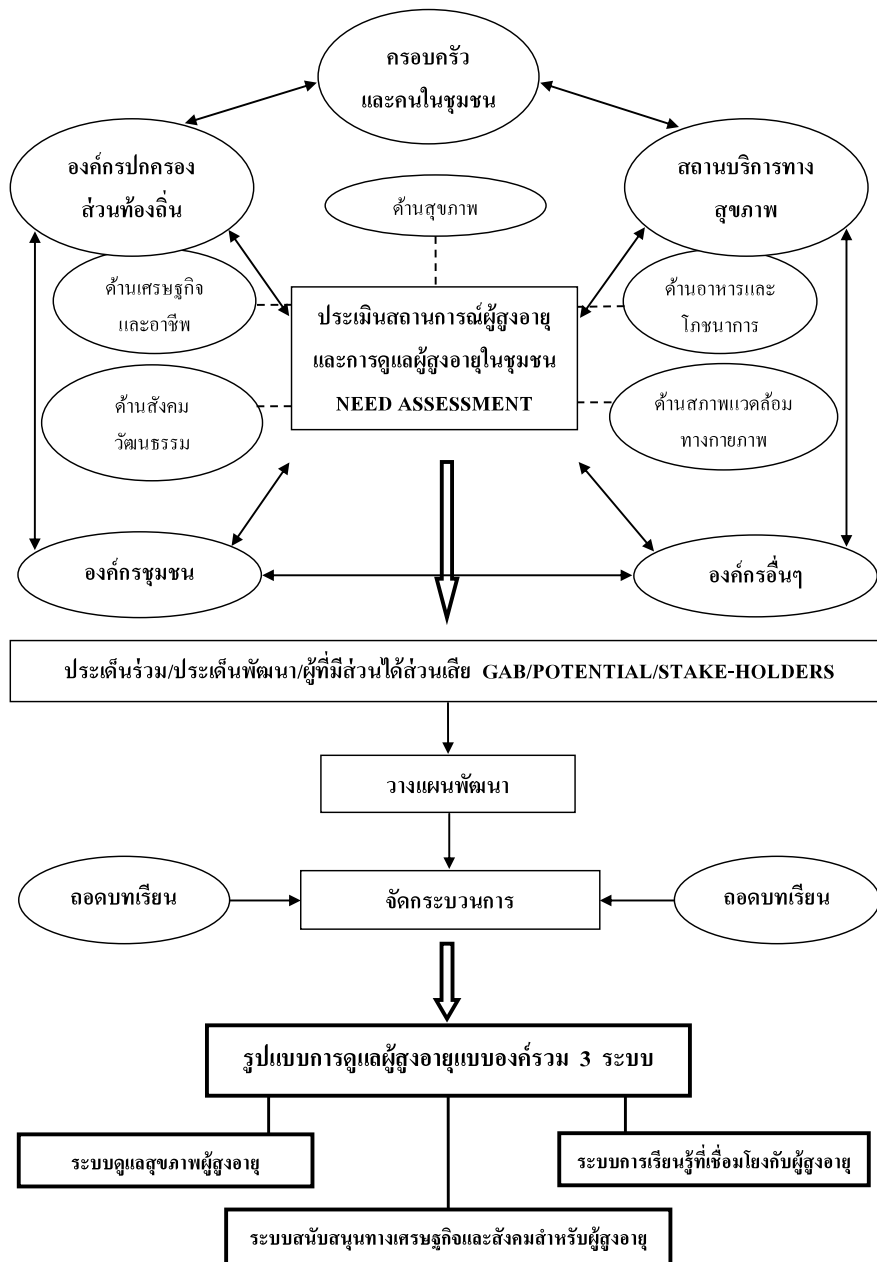 ครอบครัว
และคนในชุมชน
องค์กรปกครอง
ส่วนท้องถิ่น
สถานบริการทาง
สุขภาพ
ด้านสุขภาพ
ด้านเศรษฐกิจ
และอาชีพ
ประเมินสถานการณ์ผู้สูงอายุ
และการดูแลผู้สูงอายุในชุมชน
NEED ASSESSMENT
ด้านอาหารและ
โภชนาการ
ด้านสังคม
วัฒนธรรม
ด้านสภาพแวดล้อม
ทางกายภาพ
องค์กรชุมชน
องค์กรอื่นๆ
ประเด็นร่วม/ประเด็นพัฒนา/ผู้ที่มีส่วนได้ส่วนเสีย GAB/POTENTIAL/STAKE-HOLDERS
วางแผนพัฒนา
ถอดบทเรียน
จัดกระบวนการ
ถอดบทเรียน
รูปแบบการดูแลผู้สูงอายุแบบองค์รวม 3 ระบบ
ระบบดูแลสุขภาพผู้สูงอายุ
ระบบการเรียนรู้ที่เชื่อมโยงกับผู้สูงอายุ
ระบบสนับสนุนทางเศรษฐกิจและสังคมสำหรับผู้สูงอายุ